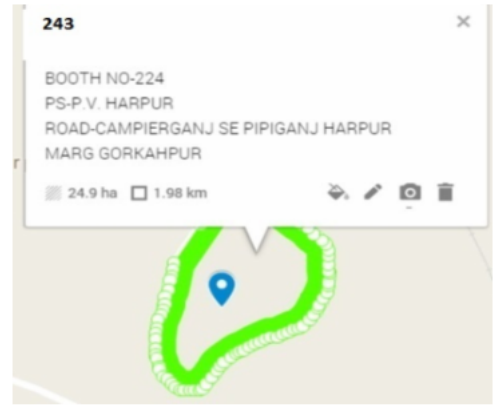 243
BOOTH NO-224
PS-P.V. HARPUR
ROAD-CAMPIERGANJ SE PIPIGANJ HARPUR
MARG GORKAHPUR
24.9 ha 1.98 km
r